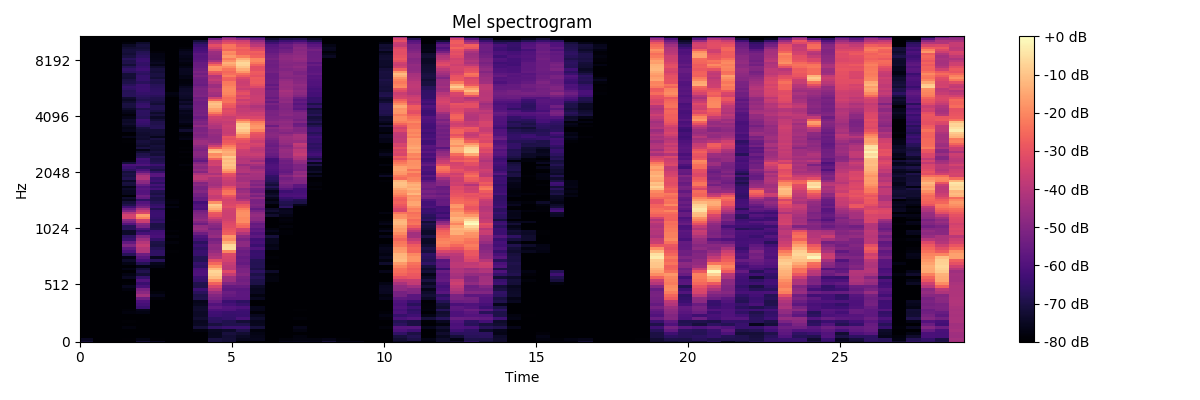 Mel spectrogram
Hz
8192
4096
2048
1024
512
0
0 5 10 15 20 25
Time
+0 dB
-10 dB
-20 dB
-30 dB
-40 dB
-50 dB
-60 dB
-70 dB
-80 dB